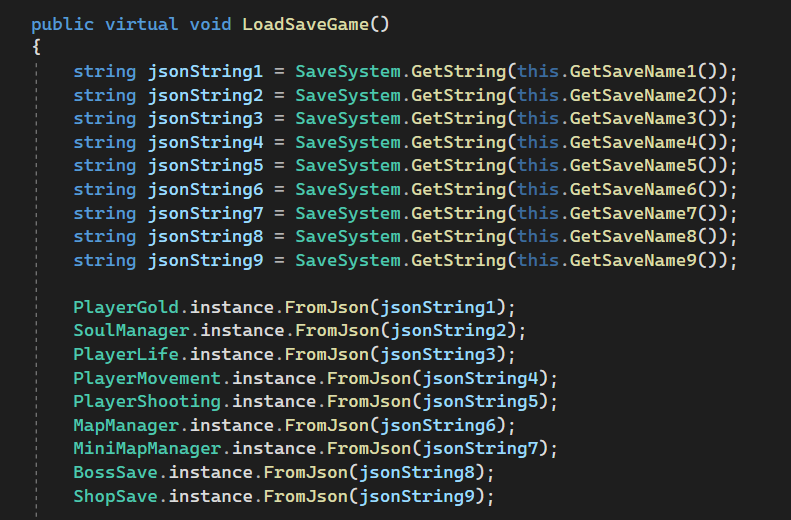 public virtual void LoadSaveGame()
{
string jsonString1 = SaveSystem.GetString(this.GetSaveName1());
string jsonString2 = SaveSystem.GetString(this.GetSaveName2());
string jsonString3 = SaveSystem.GetString(this.GetSaveName3());
string jsonString4 = SaveSystem.GetString(this.GetSaveName4());
string jsonString5 = SaveSystem.GetString(this.GetSaveName5());
string jsonString6 = SaveSystem.GetString(this.GetSaveName6());
string jsonString7 = SaveSystem.GetString(this.GetSaveName7());
string jsonString8 = SaveSystem.GetString(this.GetSaveName8());
string jsonString9 = SaveSystem.GetString(this.GetSaveName9());
PlayerGold.instance.FromJson(jsonString1);
SoulManager.instance.FromJson(jsonString2);
PlayerLife.instance.FromJson(jsonString3);
PlayerMovement.instance.FromJson(jsonString4);
PlayerShooting.instance.FromJson(jsonString5);
MapManager.instance.FromJson(jsonString6);
MiniMapManager.instance.FromJson(jsonString7);
BossSave.instance.FromJson(jsonString8);
ShopSave.instance.FromJson(jsonString9);